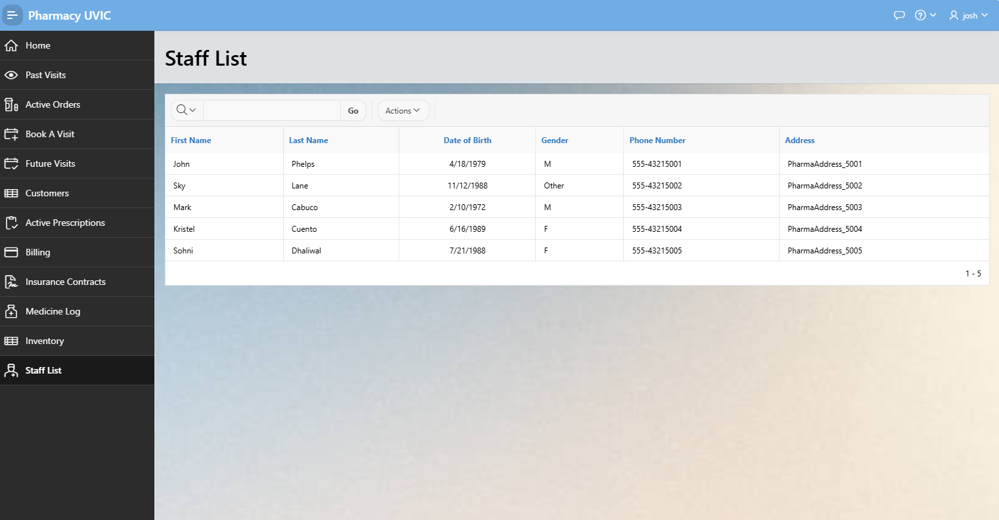 Pharmacy UVIC
josh
Home
Past Visits
Active Orders
Book A Visit
Future Visits
Customers
Active Prescriptions
Billing
Insurance Contracts
Medicine Log
Inventory
Staff List
Staff List
Go Actions
First Name Last Name Date of Birth Gender Phone Number Address
John Phelps 4/18/1979 M 555-43215001 PharmaAddress_5001
Sky Lane 11/12/1988 Other 555-43215002 PharmaAddress_5002
Mark Cabuco 2/10/1972 M 555-43215003 PharmaAddress_5003
Kristel Cuento 6/16/1989 F 555-43215004 PharmaAddress_5004
Sohni Dhaliwal 7/21/1988 F 555-43215005 PharmaAddress_5005
1 - 5